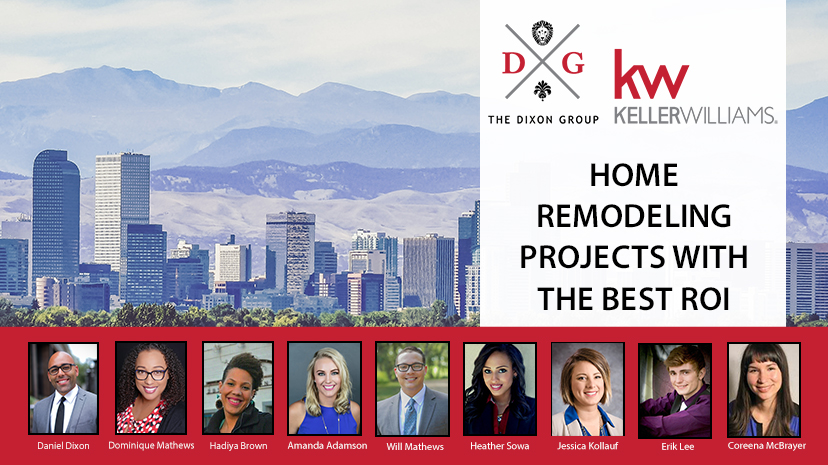 D G
THE DIXON GROUP
kw
KELLERWILLIAMS®
HOME
REMODELING
PROJECTS WITH
THE BEST ROI
Daniel Dixon
Dominique Mathews
Hadiya Brown
Amanda Adamson
Will Mathews
Heather Sowa
Jessica Kollauf
Erik Lee
Coreena McBrayer